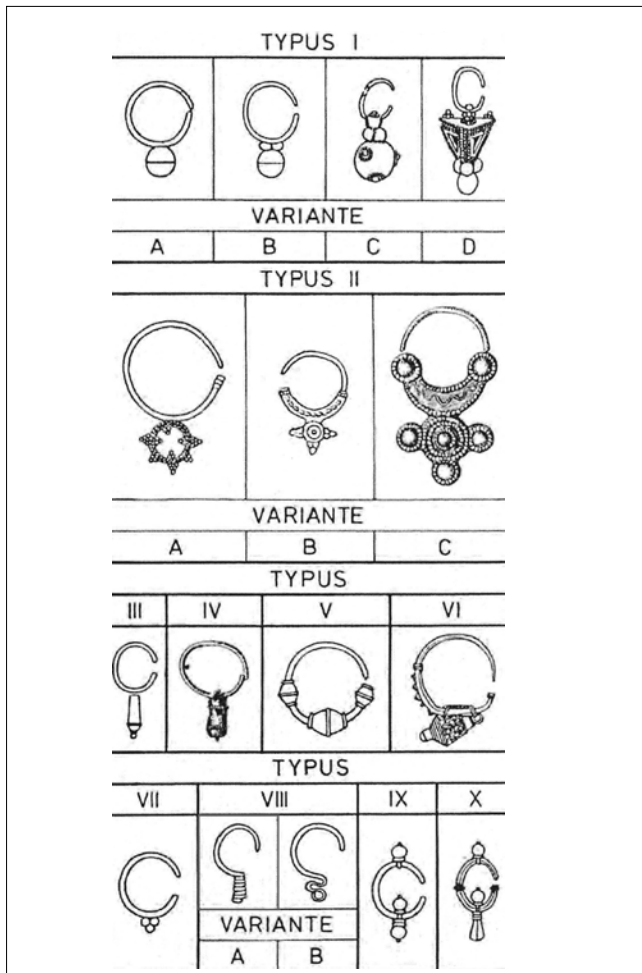 TYPUS I
VARIANTE
A B C D
TYPUS II
VARIANTE
A B C
TYPUS
III IV V VI
TYPUS
VII VIII IX X
VARIANTE
A B